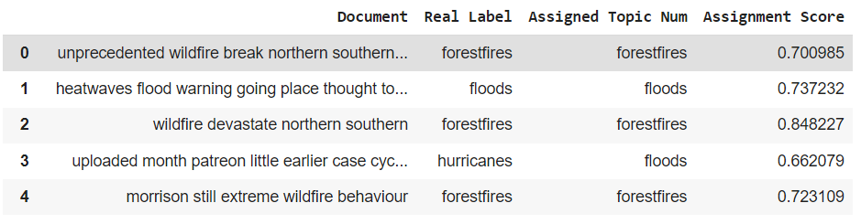 Document Real Label Assigned Topic Num Assignment Score
0 unprecedented wildfire break northern southern... forestfires forestfires 0.700985
1 heatwaves flood warning going place thought to... floods floods 0.737232
2 wildfire devastate northern southern forestfires forestfires 0.848227
3 uploaded month patreon little earlier case cyc... hurricanes floods 0.662079
4 morrison still extreme wildfire behaviour forestfires forestfires 0.723109